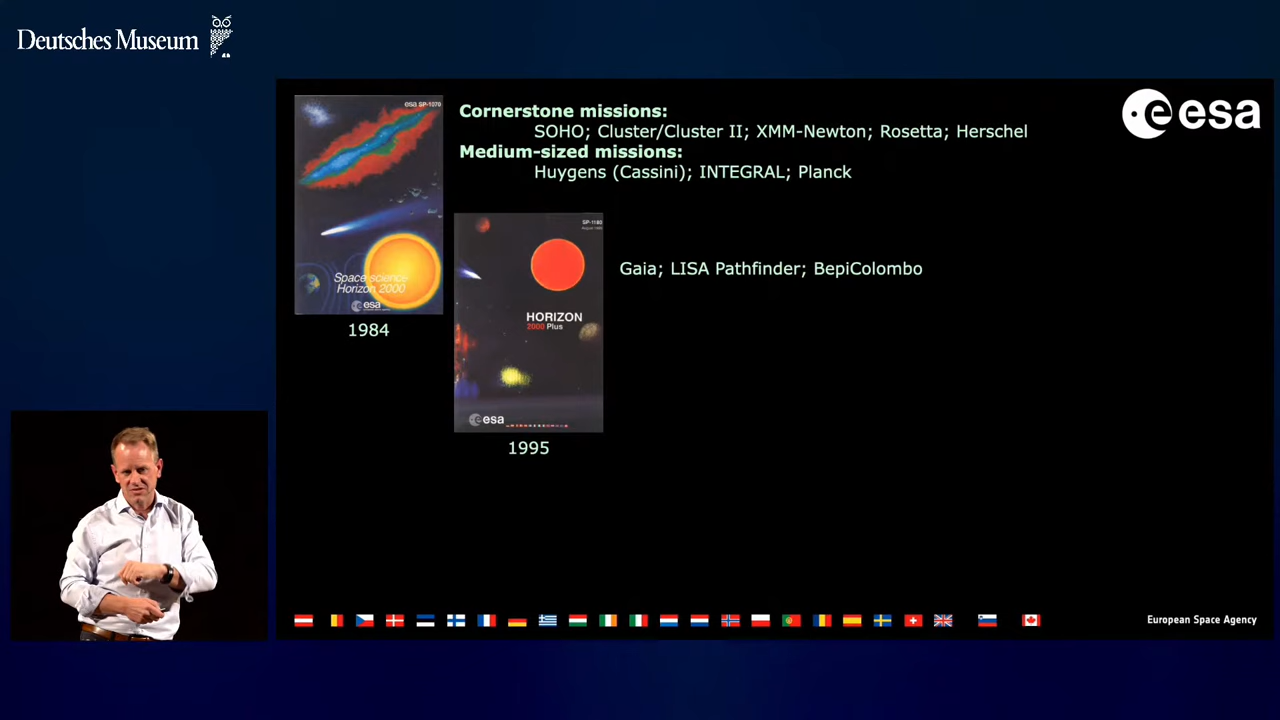 Deutsches Museum
esa SP-1070
Space science
Horizon 2000
esa
1984
Cornerstone missions:
SOHO; Cluster/Cluster II; XMM-Newton; Rosetta; Herschel
Medium-sized missions:
Huygens (Cassini); INTEGRAL; Planck
esa
SP-1180
HORIZON
2000 Plus
esa
1995
Gaia; LISA Pathfinder; BepiColombo
European Space Agency